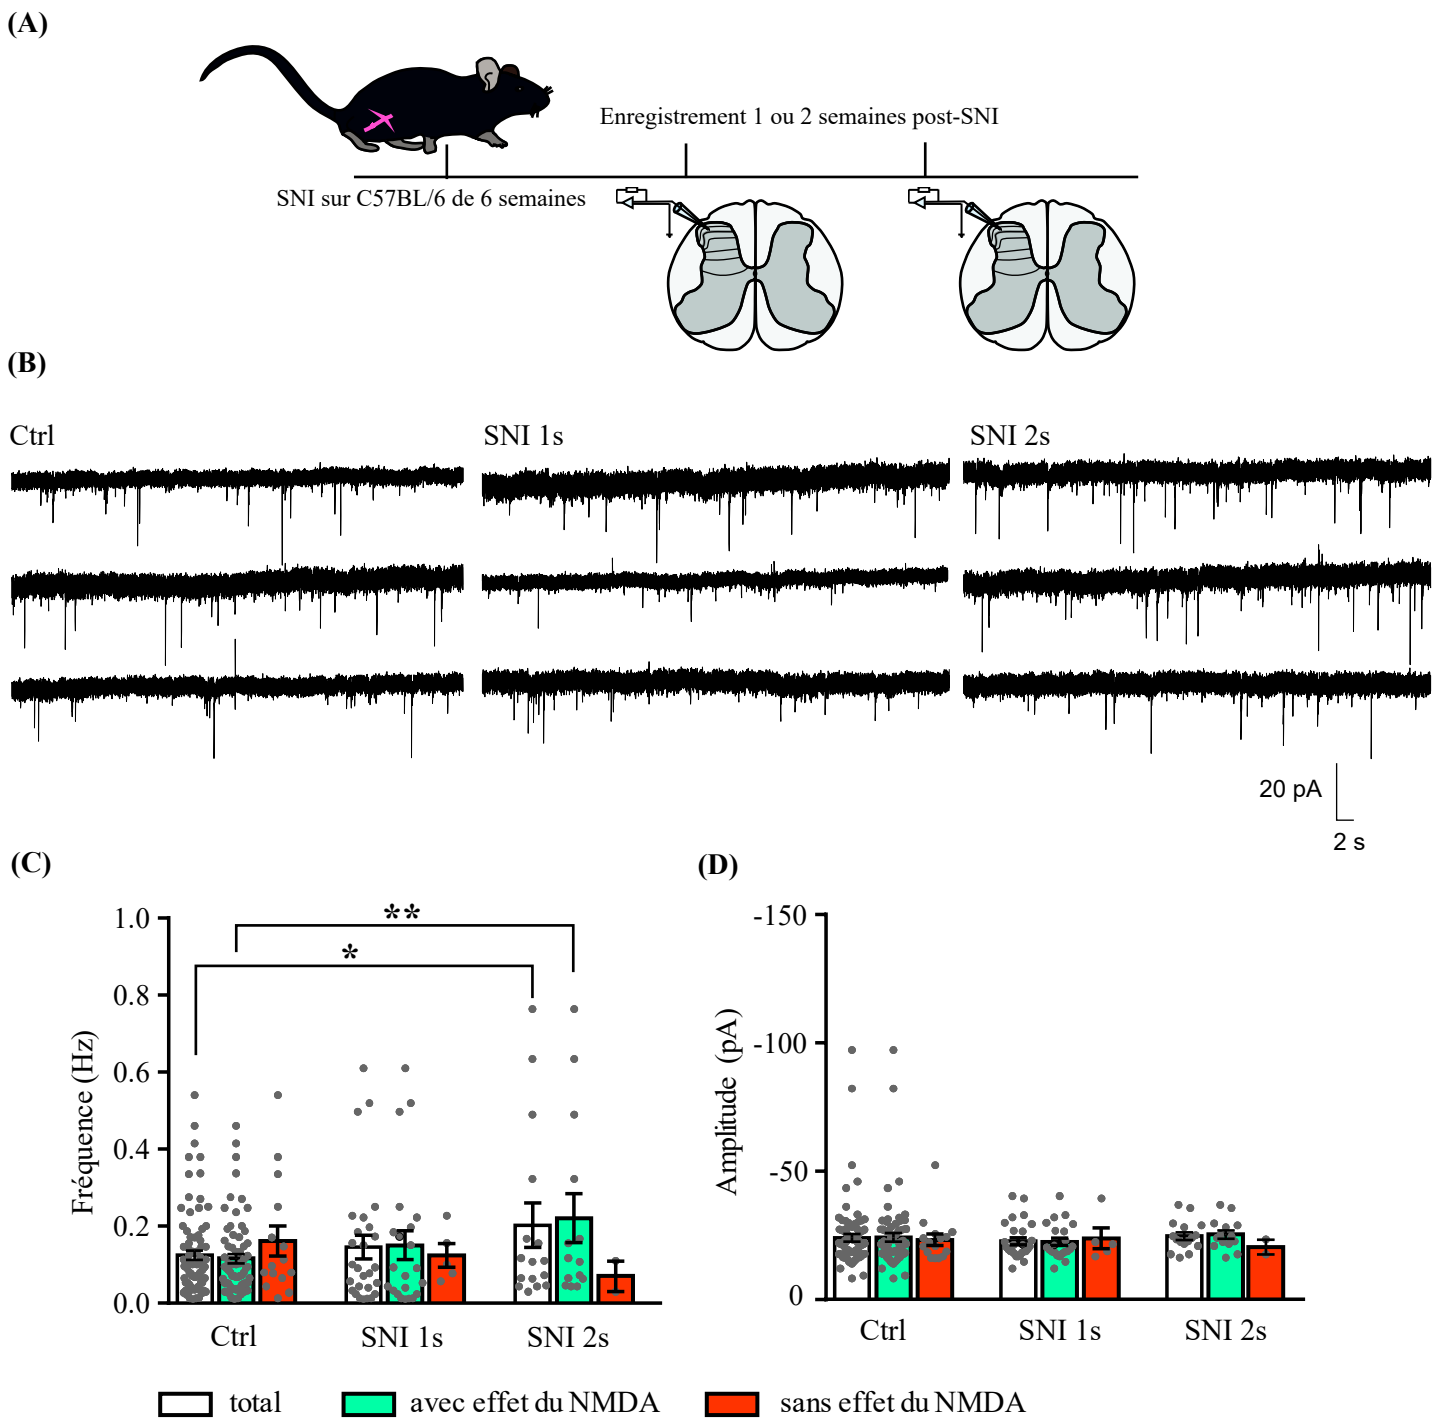 (A)
Enregistrement 1 ou 2 semaines post-SNI
SNI sur C57BL/6 de 6 semaines
(B)
Ctrl
SNI 1s
SNI 2s
20 pA
2 s
(C)
1.0
0.8
0.6
0.4
0.2
0.0
Fréquence (Hz)
**
*
Ctrl
SNI 1s
SNI 2s
(D)
-150
-100
-50
0
Amplitude (pA)
Ctrl
SNI 1s
SNI 2s
total
avec effet du NMDA
sans effet du NMDA